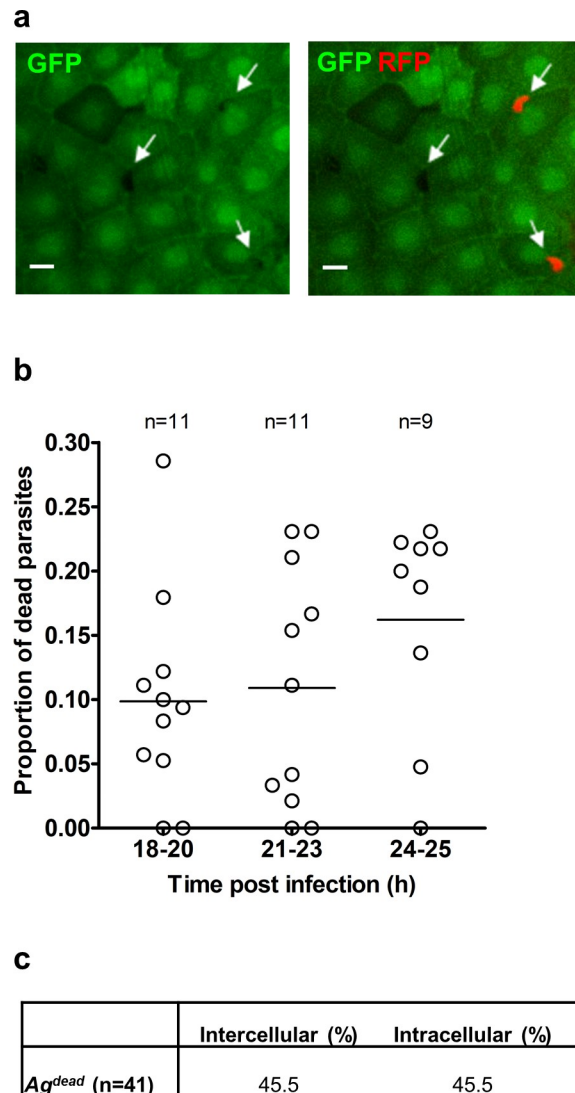 a
GFP
GFP RFP
b
n=11 n=11 n=9
0.30
0.25
0.20
0.15
0.10
0.05
0.00
Proportion of dead parasites
18-20 21-23 24-25
Time post infection (h)
c
Intercellular (%) Intracellular (%)
Ag^dead (n=41) 45.5 45.5